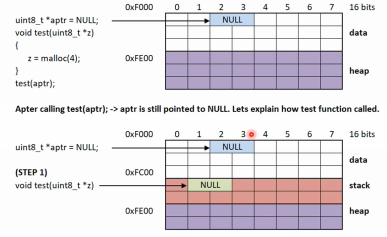 0xF000 0 1 2 3 4 5 6 7 16 bits
uint8_t *aptr = NULL; NULL
void test(uint8_t *z) data
{
z = malloc(4); 0xFE00
} heap
test(aptr);
Apter calling test(aptr); -> aptr is still pointed to NULL. Lets explain how test function called.
0xF000 0 1 2 3 4 5 6 7 16 bits
uint8_t *aptr = NULL; NULL
data
(STEP 1) 0xFC00
void test(uint8_t *z) NULL stack
0xFE00 heap